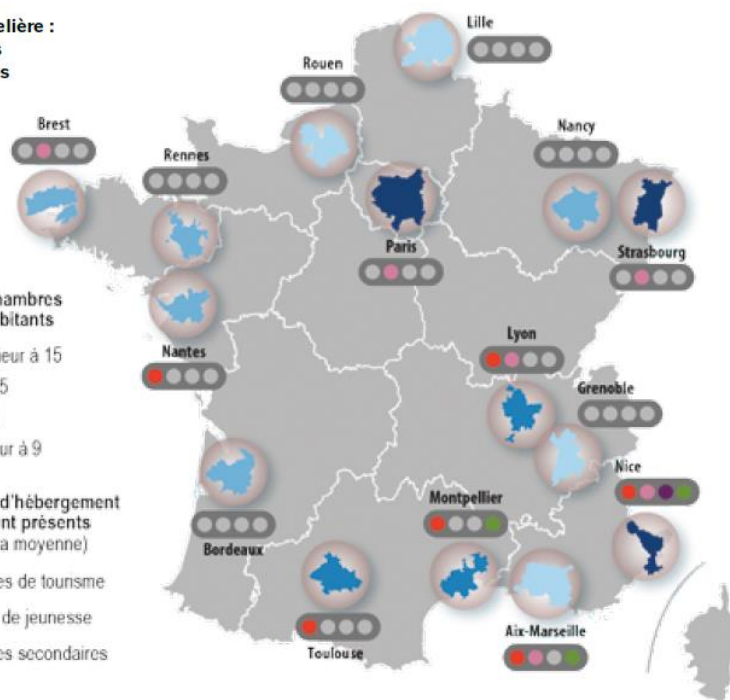 elière :
s
s
Lille
Rouen
Brest
Nancy
Rennes
Paris
Strasbourg
ambres
bitants
Nantes
ieur à 15
5
Lyon
Grenoble
ur à 9
Nice
d'hébergement
nt présents
a moyenne)
Montpellier
Bordeaux
es de tourisme
de jeunesse
Aix-Marseille
Toulouse
es secondaires